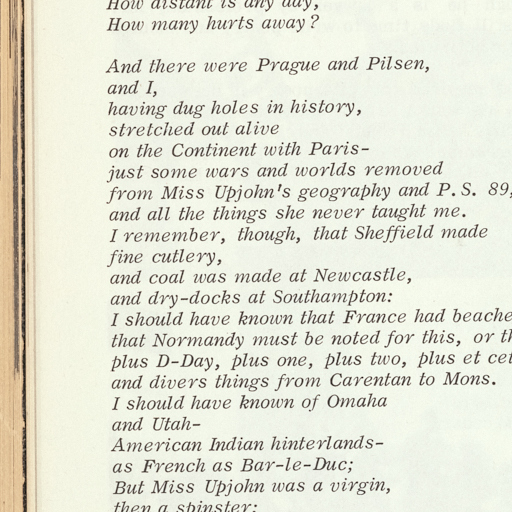 How distant is any day,
How many hurts away?
And there were Prague and Pilsen,
and I,
having dug holes in history,
stretched out alive
on the Continent with Paris-
just some wars and worlds removed
from Miss Upjohn's geography and P.S. 89,
and all the things she never taught me.
I remember, though, that Sheffield made
fine cutlery,
and coal was made at Newcastle,
and dry-docks at Southampton:
I should have known that France had beache
that Normandy must be noted for this, or th
plus D-Day, plus one, plus two, plus et cet
and divers things from Carentan to Mons.
I should have known of Omaha
and Utah-
American Indian hinterlands-
as French as Bar-le-Duc;
But Miss Upjohn was a virgin,
then a spinster: